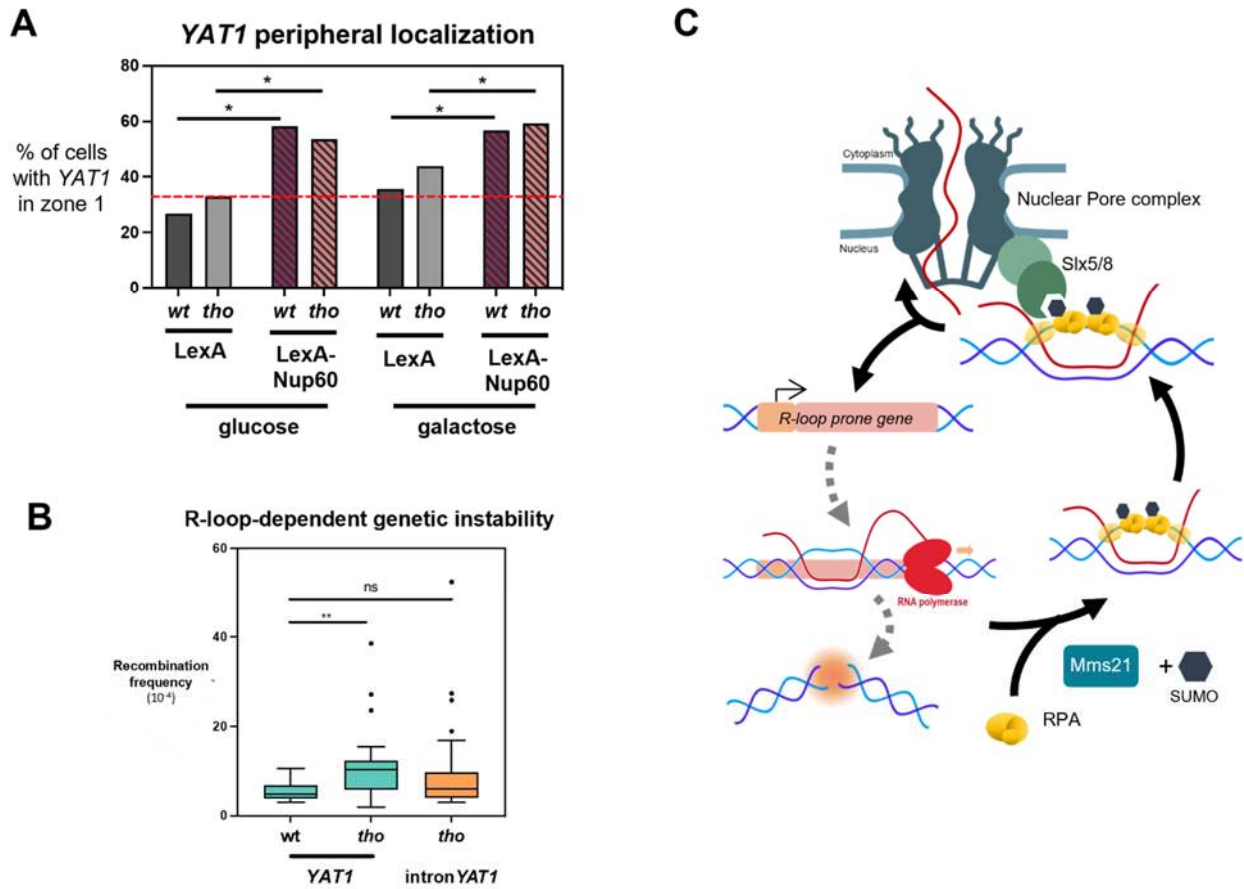 A
YAT1 peripheral localization
% of cells
with YAT1
in zone 1
80
60
40
20
0
* * * *
wt tho wt tho wt tho wt tho
LexA LexA-Nup60 LexA LexA-Nup60
glucose galactose
B
R-loop-dependent genetic instability
Recombination
frequency
(10⁻⁴)
60
40
20
0
ns
**
wt tho tho
YAT1 intronYAT1
C
Cytoplasm
Nucleus
Nuclear Pore complex
Slx5/8
R-loop prone gene
RNA polymerase
Mms21 + SUMO
RPA